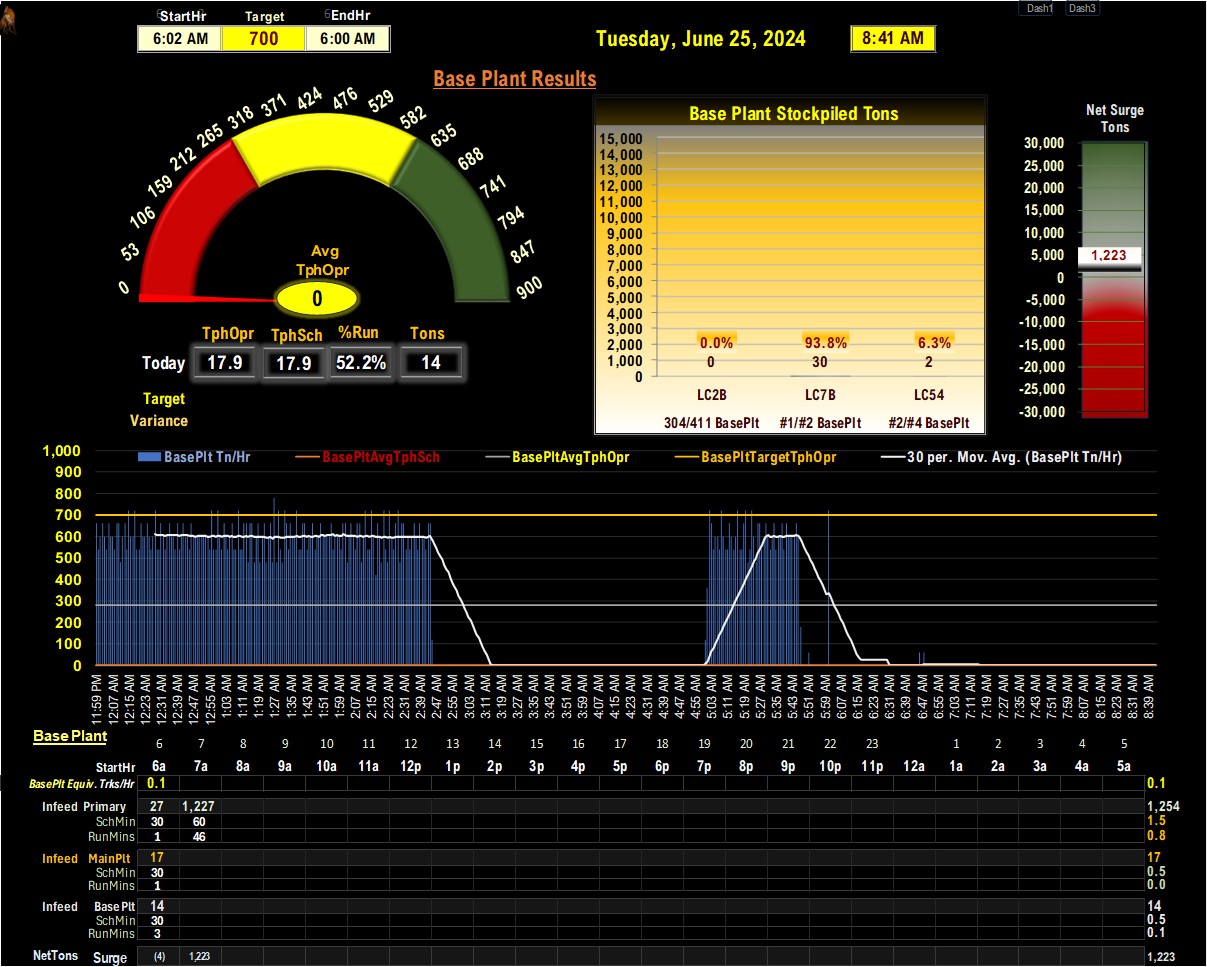 StartHr Target EndHr
6:02 AM 700 6:00 AM
Dash1 Dash3
Tuesday, June 25, 2024 8:41 AM
Base Plant Results
0 53 106 159 212 265 318 371 424 476 529 582 635 688 741 794 847 900
Avg
TphOpr
0
TphOpr TphSch %Run Tons
Today 17.9 17.9 52.2% 14
Target
Variance
Base Plant Stockpiled Tons
15,000
14,000
13,000
12,000
11,000
10,000
9,000
8,000
7,000
6,000
5,000
4,000
3,000
2,000
1,000
0
0.0% 93.8% 6.3%
0 30 2
LC2B LC7B LC54
304/411 BasePlt #1/#2 BasePlt #2/#4 BasePlt
Net Surge
Tons
30,000
25,000
20,000
15,000
10,000
5,000
0
-5,000
-10,000
-15,000
-20,000
-25,000
-30,000
1,223
BasePlt Tn/Hr BasePltAvgTphSch BasePltAvgTphOpr BasePltTargetTphOpr 30 per. Mov. Avg. (BasePlt Tn/Hr)
1,000
900
800
700
600
500
400
300
200
100
0
11:59 PM 12:07 AM 12:15 AM 12:23 AM 12:31 AM 12:39 AM 12:47 AM 12:55 AM 1:03 AM 1:11 AM 1:19 AM 1:27 AM 1:35 AM 1:43 AM 1:51 AM 1:59 AM 2:07 AM 2:15 AM 2:23 AM 2:31 AM 2:39 AM 2:47 AM 2:55 AM 3:03 AM 3:11 AM 3:19 AM 3:27 AM 3:35 AM 3:43 AM 3:51 AM 3:59 AM 4:07 AM 4:15 AM 4:23 AM 4:31 AM 4:39 AM 4:47 AM 4:55 AM 5:03 AM 5:11 AM 5:19 AM 5:27 AM 5:35 AM 5:43 AM 5:51 AM 5:59 AM 6:07 AM 6:15 AM 6:23 AM 6:31 AM 6:39 AM 6:47 AM 6:55 AM 7:03 AM 7:11 AM 7:19 AM 7:27 AM 7:35 AM 7:43 AM 7:51 AM 7:59 AM 8:07 AM 8:15 AM 8:23 AM 8:31 AM 8:39 AM
Base Plant
6 7 8 9 10 11 12 13 14 15 16 17 18 19 20 21 22 23 1 2 3 4 5
StartHr 6a 7a 8a 9a 10a 11a 12p 1p 2p 3p 4p 5p 6p 7p 8p 9p 10p 11p 12a 1a 2a 3a 4a 5a
BasePlt Equiv. Trks/Hr 0.1 0.1
Infeed Primary 27 1,227 1,254
SchMin 30 60 1.5
RunMins 1 46 0.8
Infeed MainPlt 17 17
SchMin 30 0.5
RunMins 1 0.0
Infeed BasePlt 14 14
SchMin 30 0.5
RunMins 3 0.1
NetTons Surge (4) 1,223 1,223